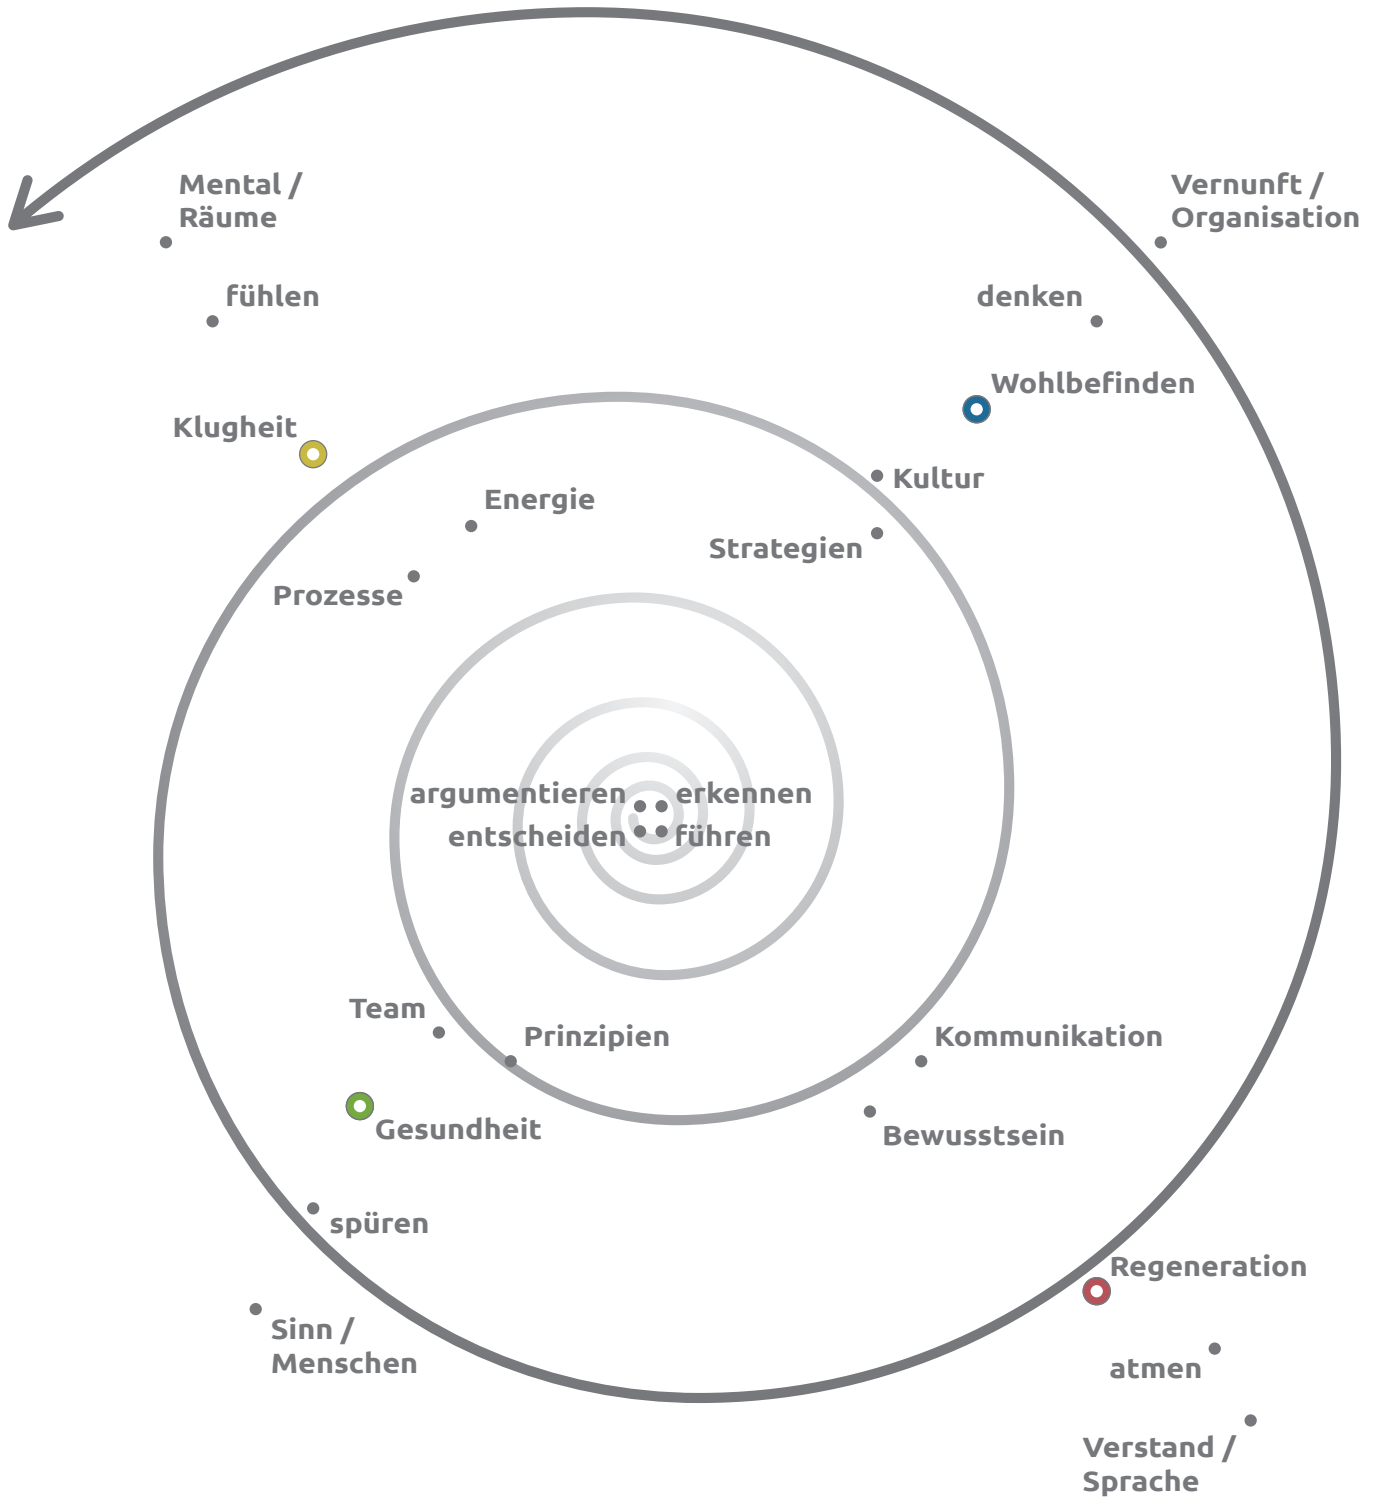 Mental /
Räume
Vernunft /
Organisation
fühlen
denken
Wohlbefinden
Klugheit
Kultur
Energie
Strategien
Prozesse
argumentieren
erkennen
entscheiden
führen
Team
Prinzipien
Kommunikation
Gesundheit
Bewusstsein
spüren
Regeneration
Sinn /
Menschen
atmen
Verstand /
Sprache